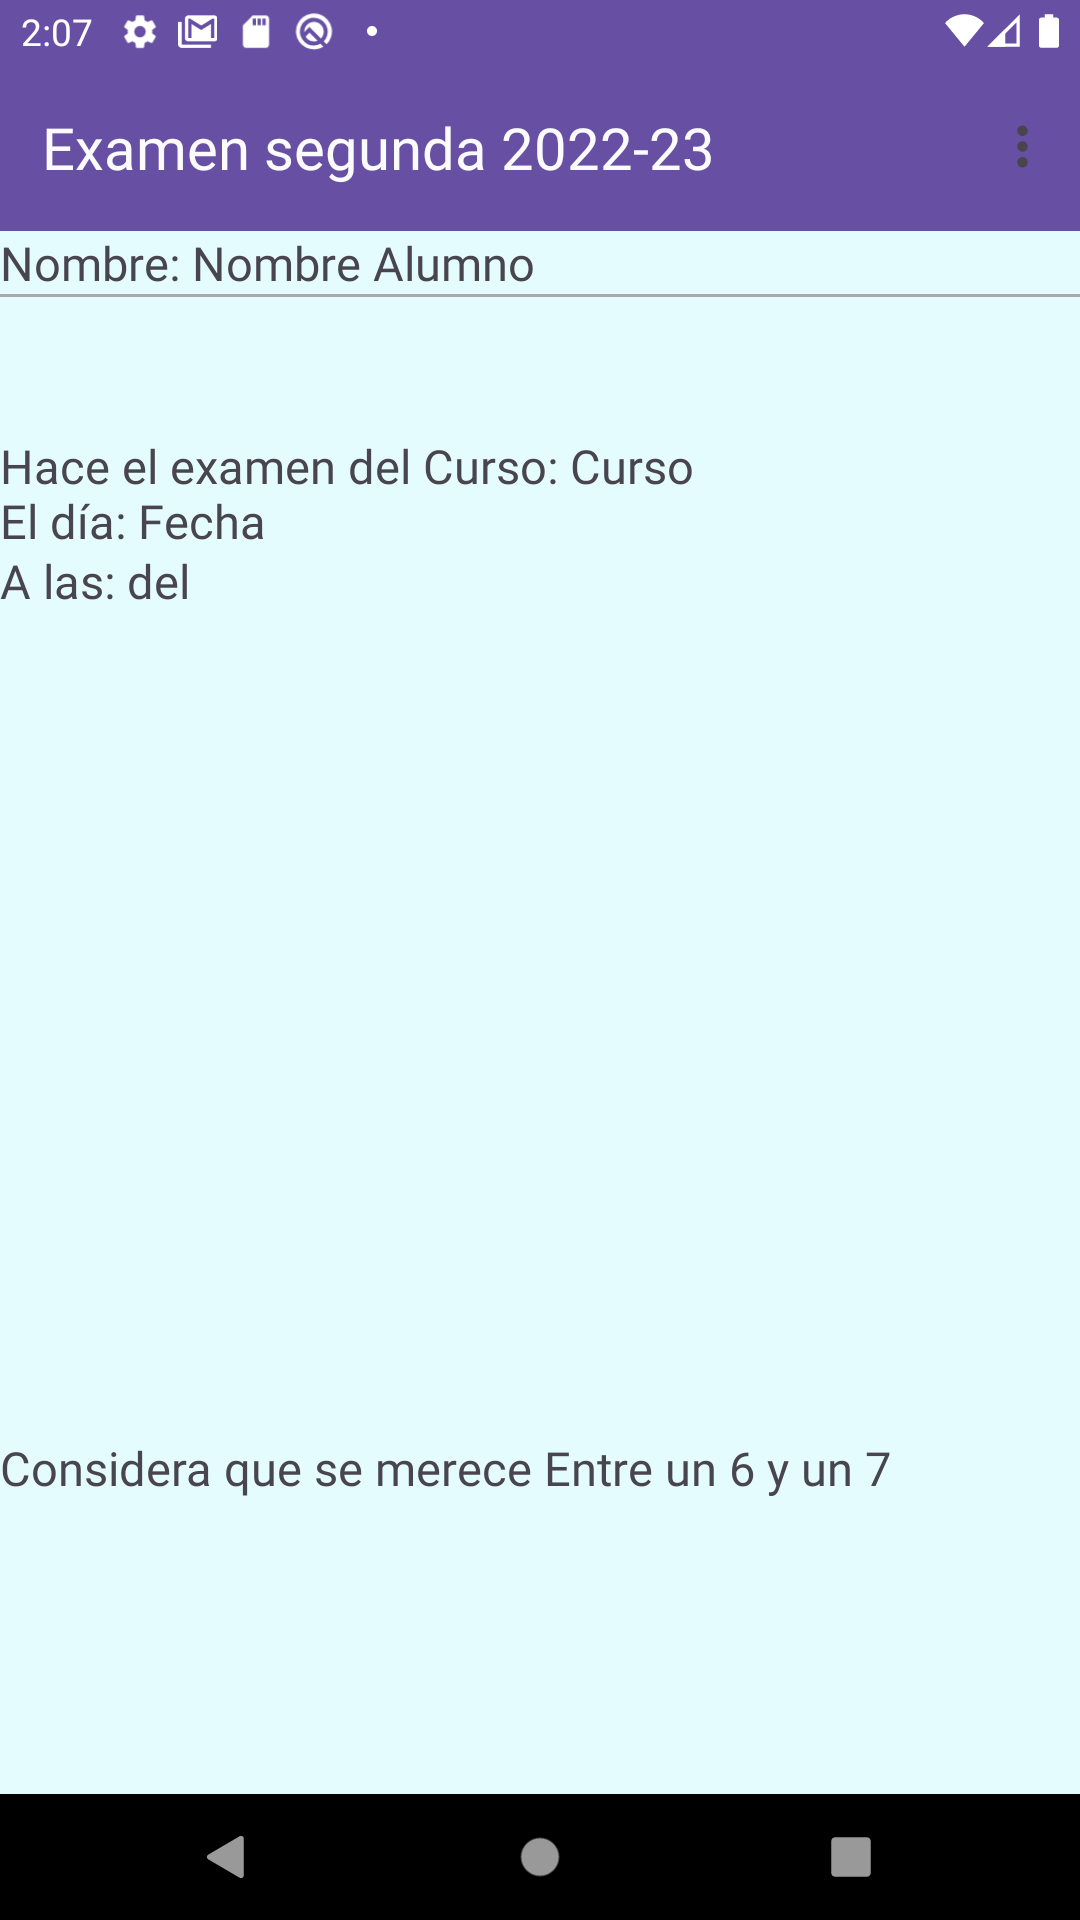 2:07
Examen segunda 2022-23
Nombre: Nombre Alumno
Hace el examen del Curso: Curso
El día: Fecha
A las: del
Considera que se merece Entre un 6 y un 7